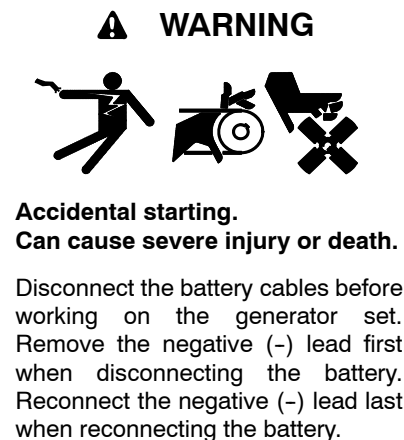 WARNING
Accidental starting.
Can cause severe injury or death.
Disconnect the battery cables before
working on the generator set.
Remove the negative (–) lead first
when disconnecting the battery.
Reconnect the negative (–) lead last
when reconnecting the battery.